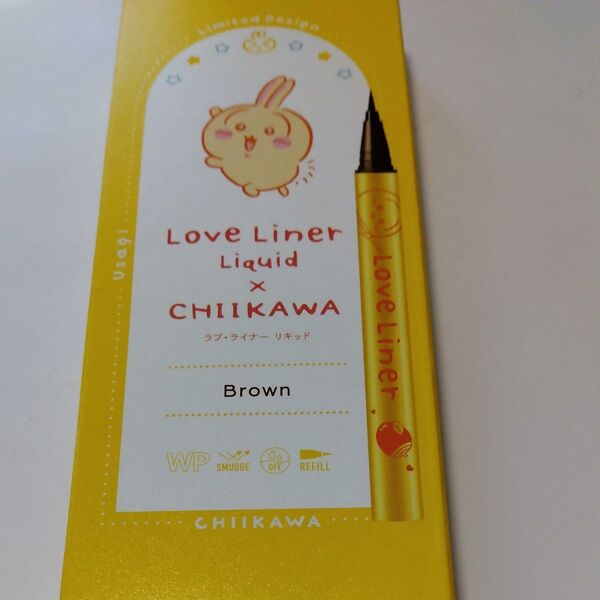 Limited Design
Usagi
Love Liner
Liquid
×
CHIIKAWA
ラブ・ライナー リキッド
Brown
WP
SMUDGE
OFF
REFILL
CHIIKAWA
Love Liner